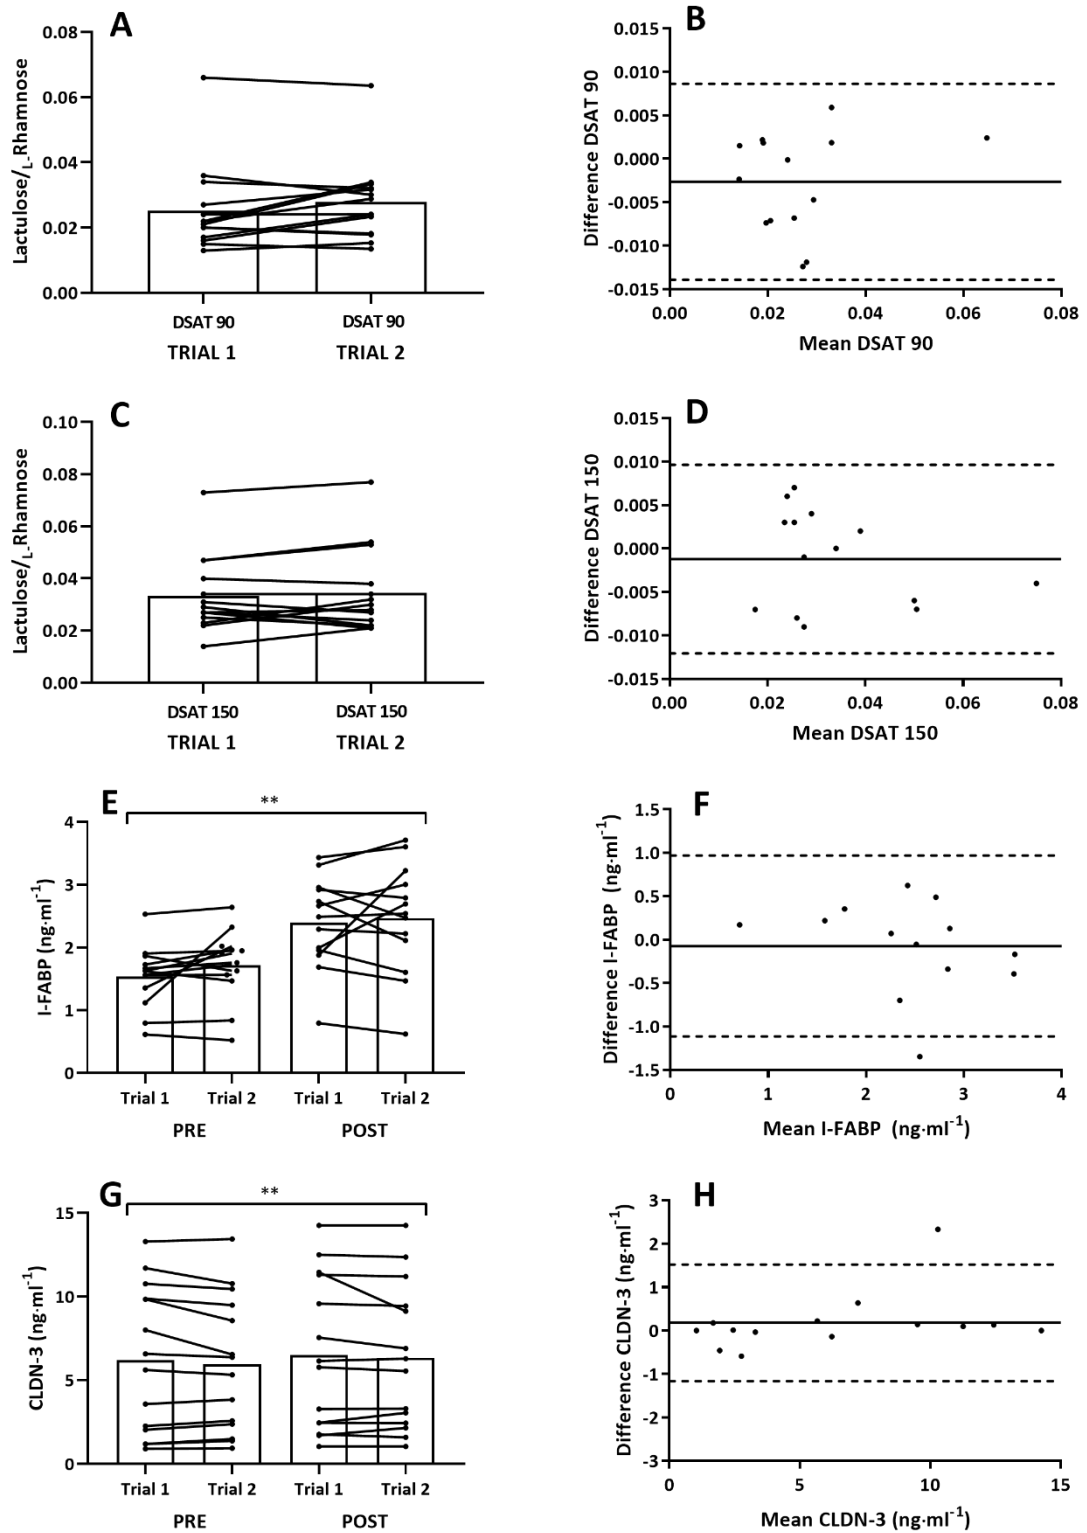 A
Lactulose/L-Rhamnose
0.08
0.06
0.04
0.02
0.00
DSAT 90 DSAT 90
TRIAL 1 TRIAL 2
B
Difference DSAT 90
0.015
0.010
0.005
0.000
-0.005
-0.010
-0.015
0.00 0.02 0.04 0.06 0.08
Mean DSAT 90
C
Lactulose/L-Rhamnose
0.10
0.08
0.06
0.04
0.02
0.00
DSAT 150 DSAT 150
TRIAL 1 TRIAL 2
D
Difference DSAT 150
0.015
0.010
0.005
0.000
-0.005
-0.010
-0.015
0.00 0.02 0.04 0.06 0.08
Mean DSAT 150
E
**
I-FABP (ng·ml⁻¹)
4
3
2
1
0
Trial 1 Trial 2 Trial 1 Trial 2
PRE POST
F
Difference I-FABP (ng·ml⁻¹)
1.5
1.0
0.5
0.0
-0.5
-1.0
-1.5
0 1 2 3 4
Mean I-FABP (ng·ml⁻¹)
G
**
CLDN-3 (ng·ml⁻¹)
15
10
5
0
Trial 1 Trial 2 Trial 1 Trial 2
PRE POST
H
Difference CLDN-3 (ng·ml⁻¹)
3
2
1
0
-1
-2
-3
5 10 15
Mean CLDN-3 (ng·ml⁻¹)